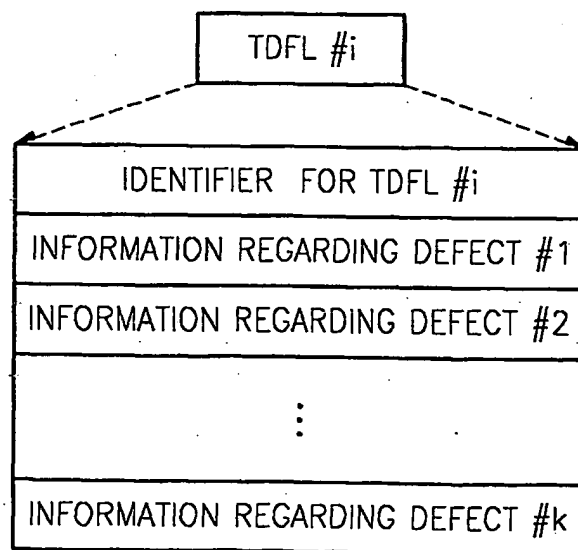 TDFL #i
IDENTIFIER FOR TDFL #i
INFORMATION REGARDING DEFECT #1
INFORMATION REGARDING DEFECT #2
⋮
INFORMATION REGARDING DEFECT #k